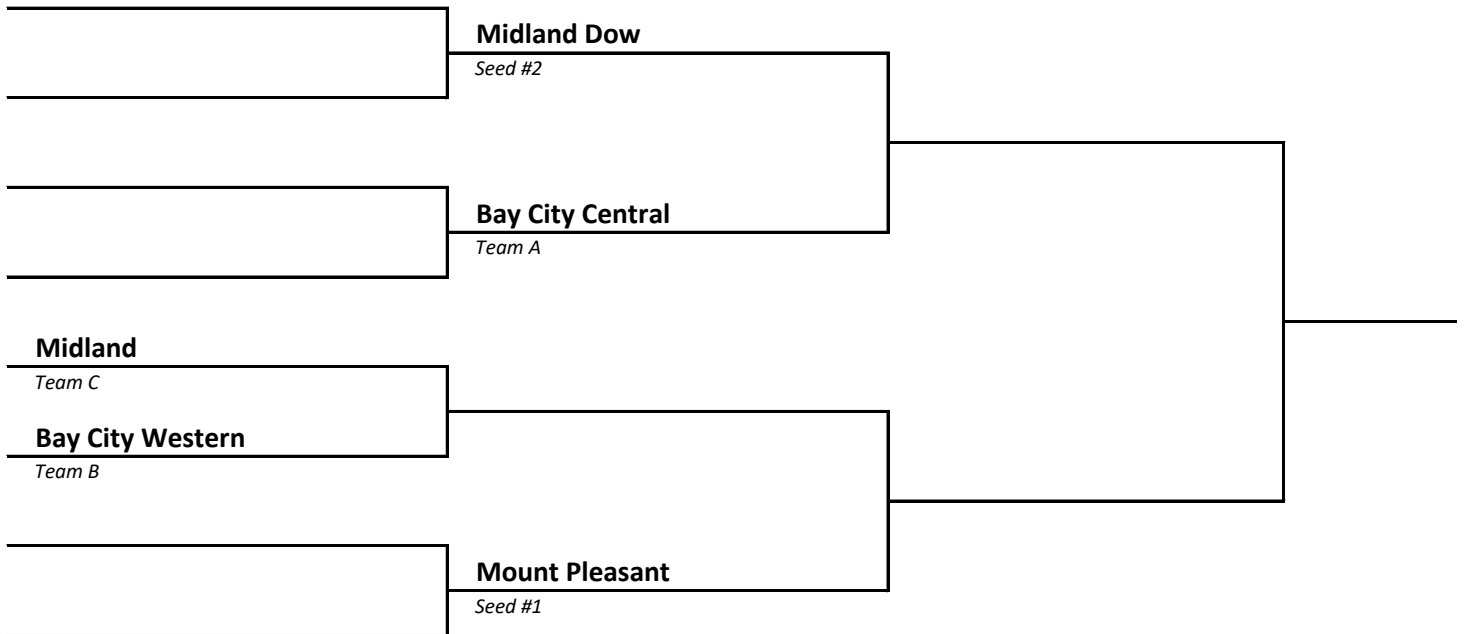 Midland Dow
Seed #2
Bay City Central
Team A
Midland
Team C
Bay City Western
Team B
Mount Pleasant
Seed #1